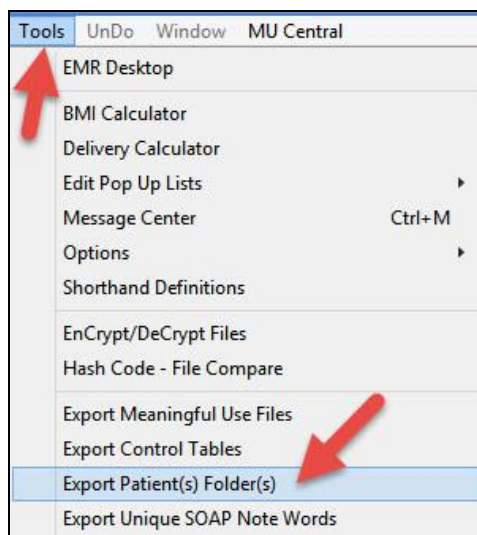 Tools UnDo Window MU Central
EMR Desktop
BMI Calculator
Delivery Calculator
Edit Pop Up Lists
Message Center Ctrl+M
Options
Shorthand Definitions
EnCrypt/DeCrypt Files
Hash Code - File Compare
Export Meaningful Use Files
Export Control Tables
Export Patient(s) Folder(s)
Export Unique SOAP Note Words